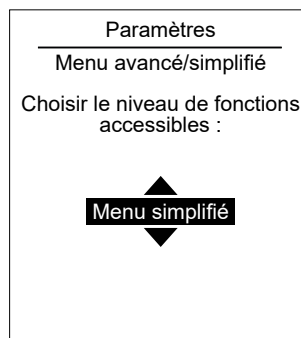 Paramètres
Menu avancé/simplifié
Choisir le niveau de fonctions
accessibles :
Menu simplifié